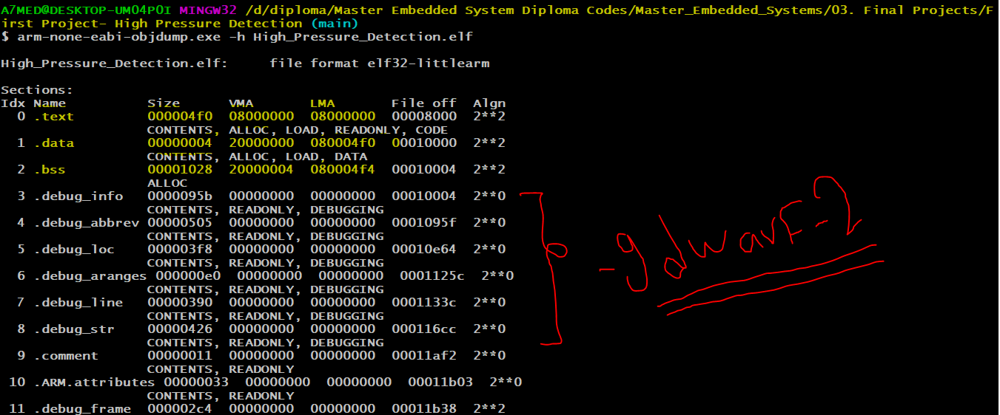 A7MED@DESKTOP-UM04P0I MINGW32 /d/diploma/Master Embedded System Diploma Codes/Master_Embedded_Systems/03. Final Projects/F
irst Project- High Pressure Detection (main)
$ arm-none-eabi-objdump.exe -h High_Pressure_Detection.elf
High_Pressure_Detection.elf:     file format elf32-littlearm
Sections:
Idx Name          Size      VMA       LMA       File off  Algn
  0 .text         000004f0  08000000  08000000  00008000  2**2
                  CONTENTS, ALLOC, LOAD, READONLY, CODE
  1 .data         00000004  20000000  080004f0  00010000  2**2
                  CONTENTS, ALLOC, LOAD, DATA
  2 .bss          00001028  20000004  080004f4  00010004  2**2
                  ALLOC
  3 .debug_info   0000095b  00000000  00000000  00010004  2**0
                  CONTENTS, READONLY, DEBUGGING
  4 .debug_abbrev 00000505  00000000  00000000  0001095f  2**0
                  CONTENTS, READONLY, DEBUGGING
  5 .debug_loc    000003f8  00000000  00000000  00010e64  2**0
                  CONTENTS, READONLY, DEBUGGING
  6 .debug_aranges 000000e0  00000000  00000000  0001125c  2**0
                  CONTENTS, READONLY, DEBUGGING
  7 .debug_line   00000390  00000000  00000000  0001133c  2**0
                  CONTENTS, READONLY, DEBUGGING
  8 .debug_str    00000426  00000000  00000000  000116cc  2**0
                  CONTENTS, READONLY, DEBUGGING
  9 .comment      00000011  00000000  00000000  00011af2  2**0
                  CONTENTS, READONLY
 10 .ARM.attributes 00000033  00000000  00000000  00011b03  2**0
                  CONTENTS, READONLY
 11 .debug_frame  000002c4  00000000  00000000  00011b38  2**2
-gdwarf-2